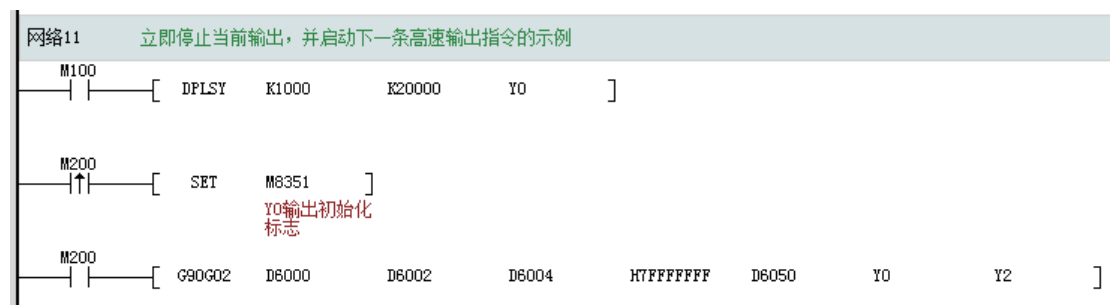 网络11 立即停止当前输出，并启动下一条高速输出指令的示例
M100
DPLSY K1000 K20000 Y0
M200
SET M8351
Y0输出初始化
标志
M200
G90G02 D6000 D6002 D6004 H7FFFFFFF D6050 Y0 Y2